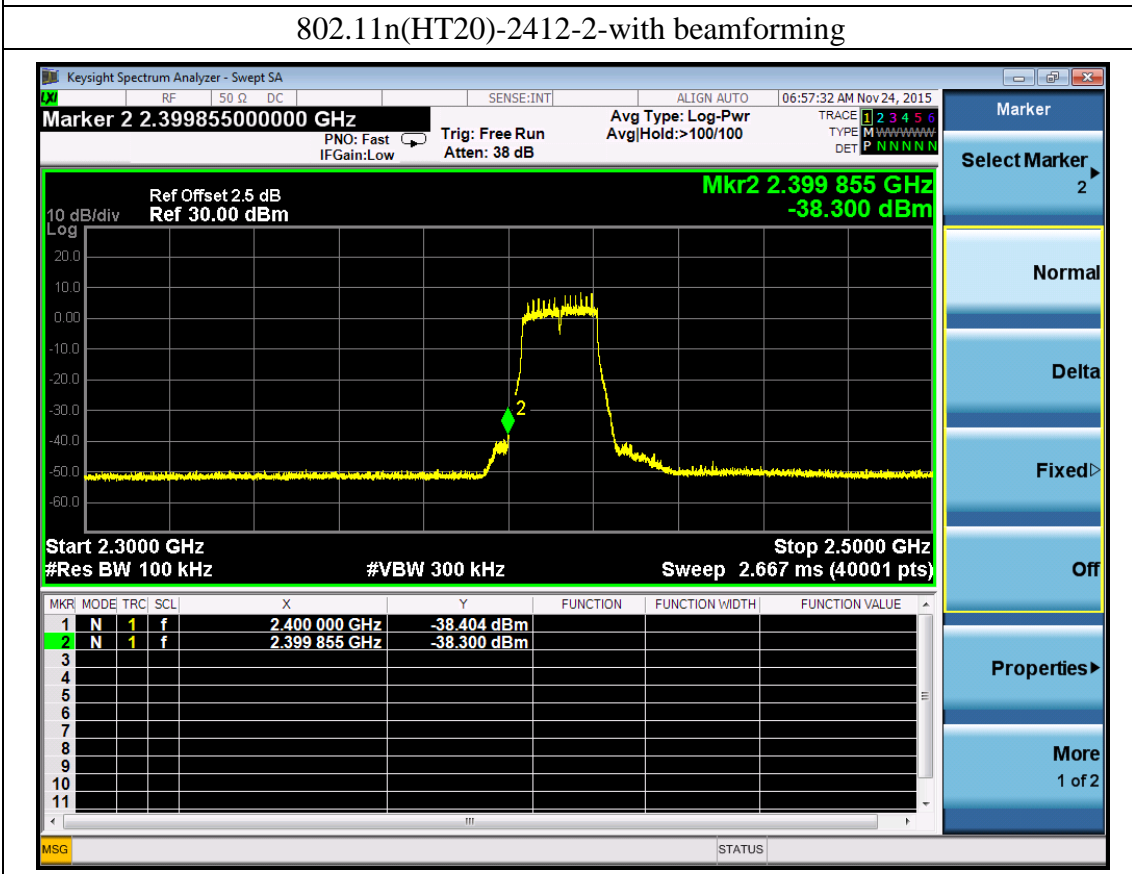 802.11n(HT20)-2412-2-with beamforming
Keysight Spectrum Analyzer - Swept SA
LXI RF 50 Ω DC SENSE:INT ALIGN AUTO 06:57:32 AM Nov 24, 2015
Marker 2 2.399855000000 GHz
PNO: Fast
IFGain:Low
Trig: Free Run
Atten: 38 dB
Avg Type: Log-Pwr
Avg|Hold:>100/100
TRACE 1 2 3 4 5 6
TYPE M WWWWW
DET P N N N N N
Ref Offset 2.5 dB
Ref 30.00 dBm
10 dB/div
Log
Mkr2 2.399 855 GHz
-38.300 dBm
20.0
10.0
0.00
-10.0
-20.0
-30.0
-40.0
-50.0
-60.0
2
Start 2.3000 GHz
Stop 2.5000 GHz
#Res BW 100 kHz
#VBW 300 kHz
Sweep 2.667 ms (40001 pts)
MKR MODE TRC SCL X Y FUNCTION FUNCTION WIDTH FUNCTION VALUE
1 N 1 f 2.400 000 GHz -38.404 dBm
2 N 1 f 2.399 855 GHz -38.300 dBm
3
4
5
6
7
8
9
10
11
MSG
STATUS
Marker
Select Marker
2
Normal
Delta
Fixed
Off
Properties
More
1 of 2